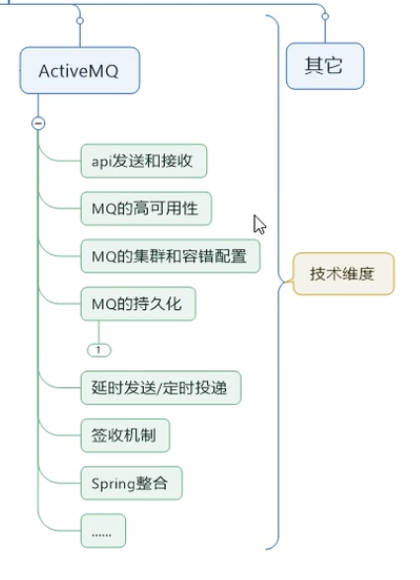 ActiveMQ
其它
api发送和接收
MQ的高可用性
MQ的集群和容错配置
技术维度
MQ的持久化
1
延时发送/定时投递
签收机制
Spring整合
......